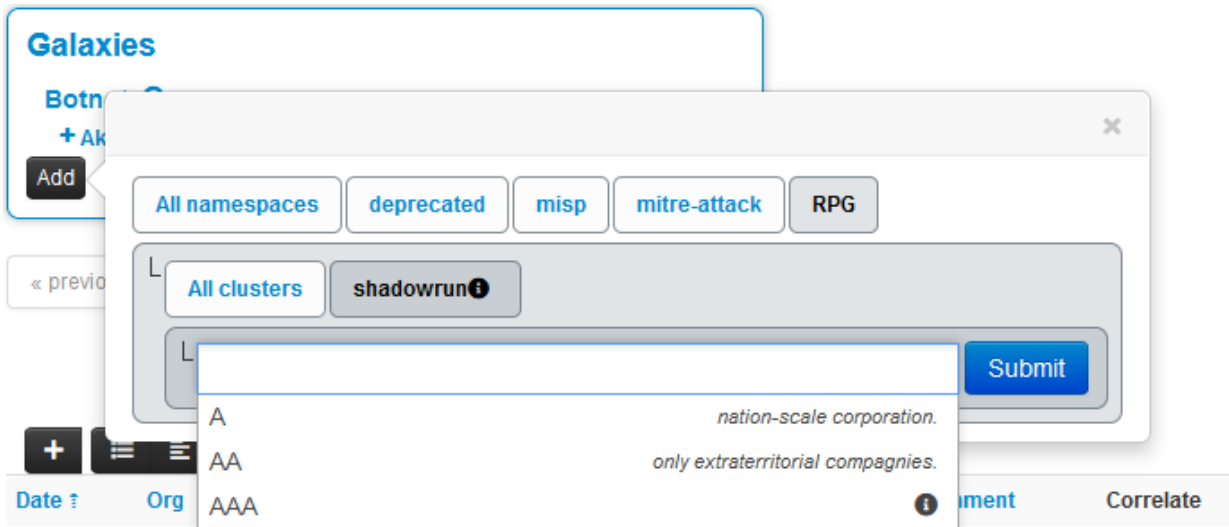 Galaxies
Botn
+ Ak
Add
×
All namespaces deprecated misp mitre-attack RPG
« previo
All clusters shadowrun
Submit
A nation-scale corporation.
AA only extraterritorial compagnies.
AAA
Date Org nment Correlate